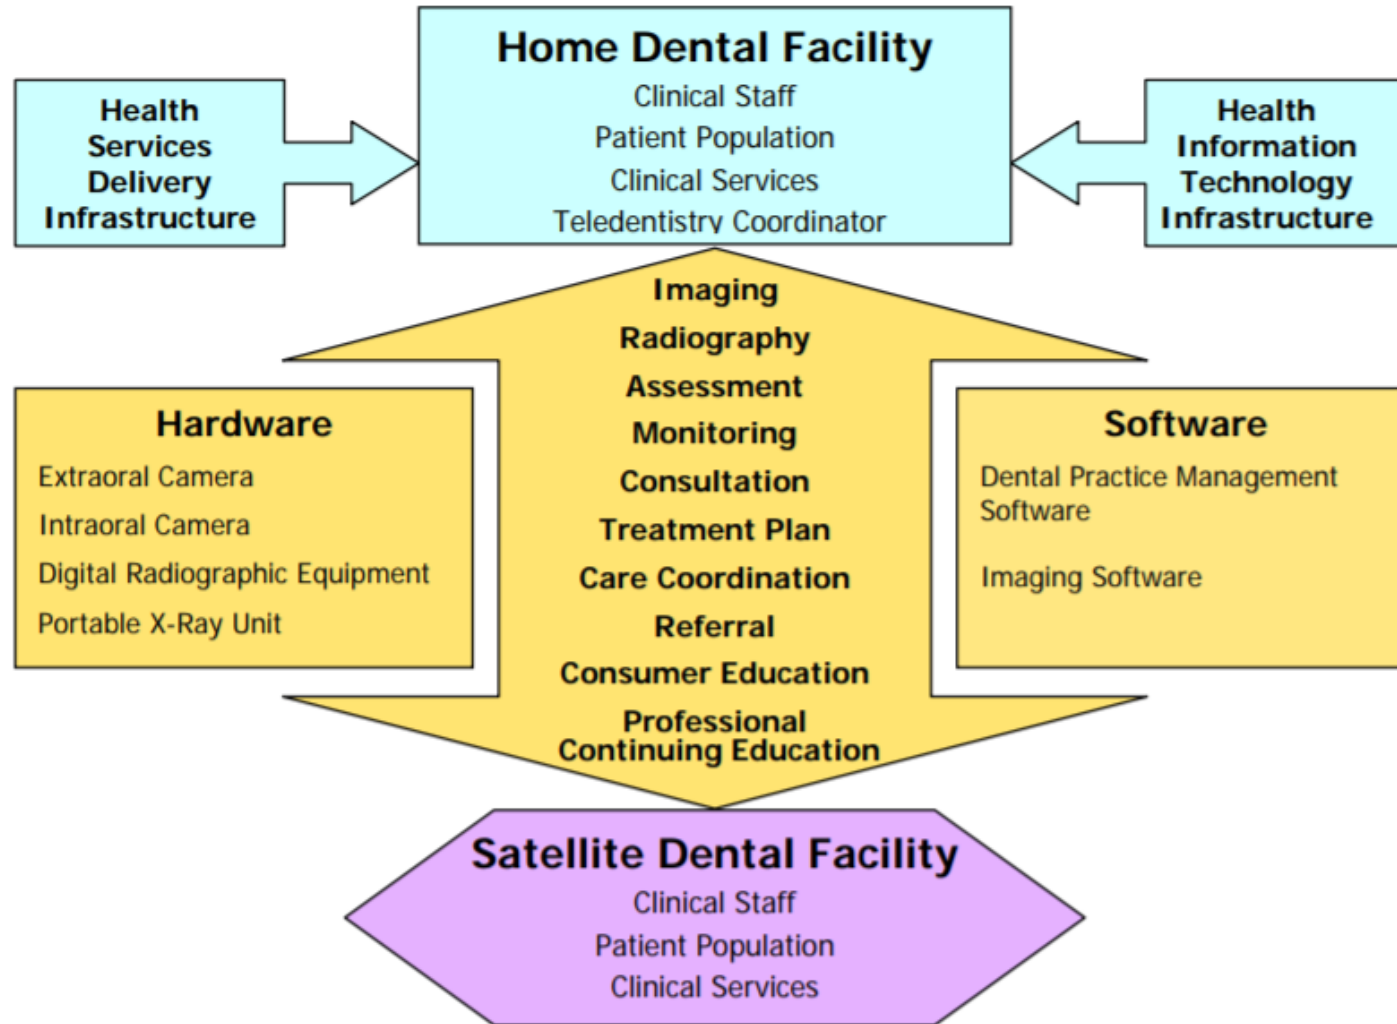 Home Dental Facility
Clinical Staff
Patient Population
Clinical Services
Teledentistry Coordinator
Health
Services
Delivery
Infrastructure
Health
Information
Technology
Infrastructure
Imaging
Radiography
Assessment
Monitoring
Consultation
Treatment Plan
Care Coordination
Referral
Consumer Education
Professional
Continuing Education
Hardware
Extraoral Camera
Intraoral Camera
Digital Radiographic Equipment
Portable X-Ray Unit
Software
Dental Practice Management
Software
Imaging Software
Satellite Dental Facility
Clinical Staff
Patient Population
Clinical Services